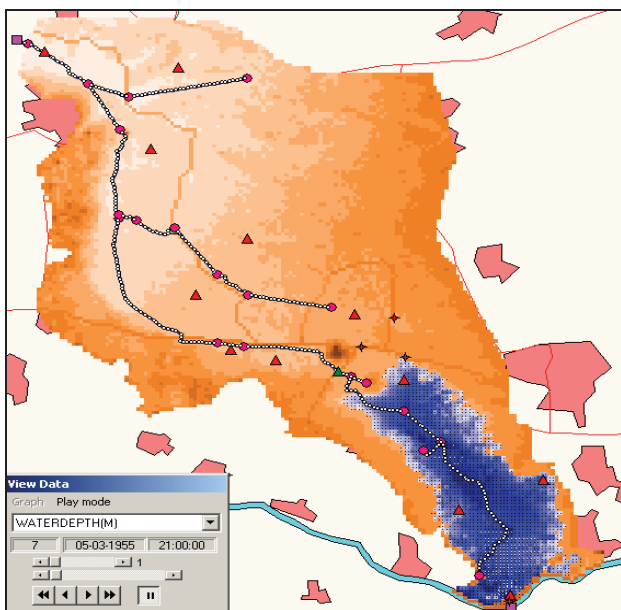 View Data
Graph Play mode
WATERDEPTH(M)
7 05-03-1955 21:00:00
1